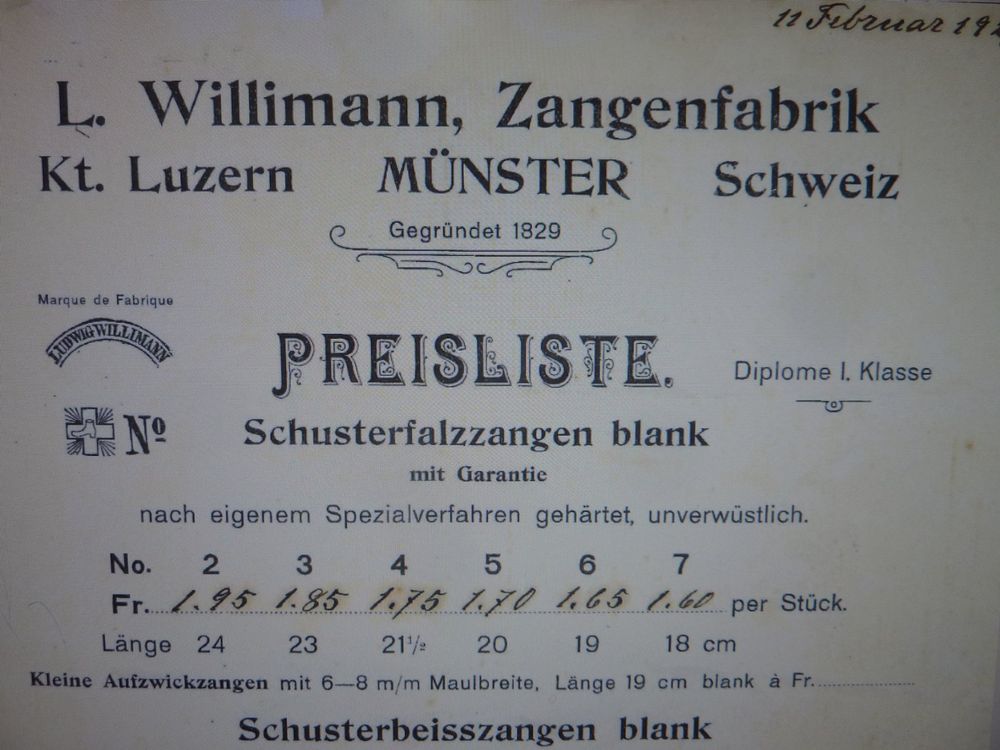 11 Februar 192
L. Willimann, Zangenfabrik
Kt. Luzern MÜNSTER Schweiz
Gegründet 1829
Marque de Fabrique
LUDWIG WILLIMANN
PREISLISTE.
Diplome I. Klasse
Nº
Schusterfalzzangen blank
mit Garantie
nach eigenem Spezialverfahren gehärtet, unverwüstlich.
No. 2 3 4 5 6 7
Fr. 1.95 1.85 1.75 1.70 1.65 1.60 per Stück.
Länge 24 23 21 1/2 20 19 18 cm
Kleine Aufzwickzangen mit 6—8 m/m Maulbreite, Länge 19 cm blank à Fr.
Schusterbeisszangen blank